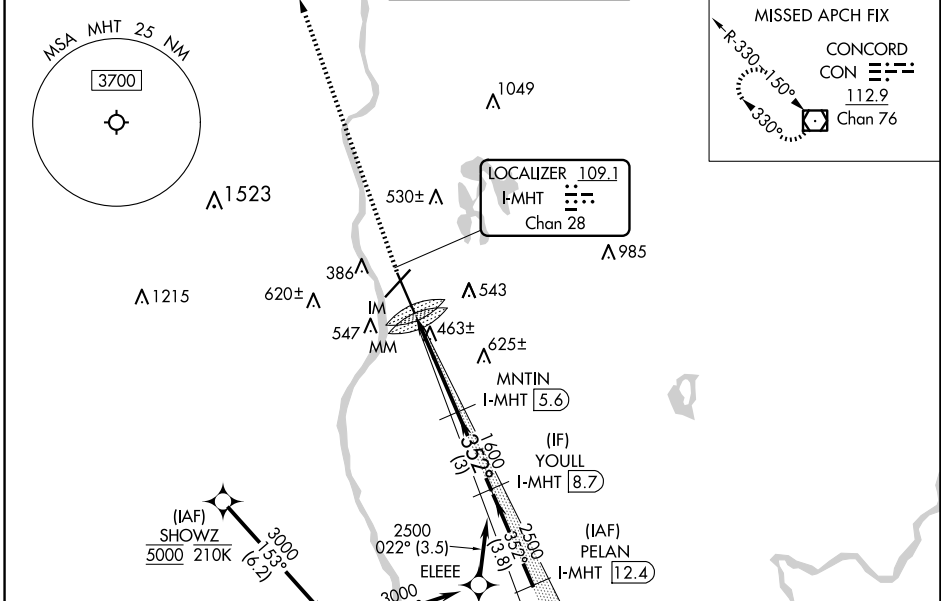 MSA MHT 25 NM
3700
MISSED APCH FIX
CONCORD
CON
112.9
Chan 76
R-330
150°
330°
1049
LOCALIZER 109.1
I-MHT
Chan 28
1523
530±
985
386
1215
620±
543
IM
547
463±
MM
625±
MNTIN
I-MHT 5.6
1600
352°
(3)
(IF)
YOULL
I-MHT 8.7
(IAF)
SHOWZ
5000 210K
3000
153°
(6.2)
2500
022° (3.5)
ELEEE
3000
2500
352°
(3.8)
(IAF)
PELAN
I-MHT 12.4